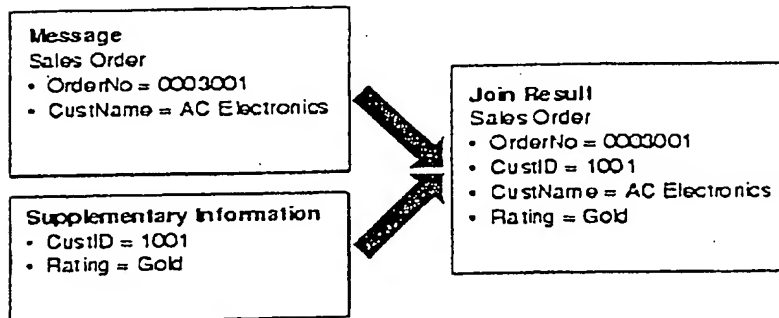 Message
Sales Order
• OrderNo = 0003001
• CustName = AC Electronics
Supplementary Information
• CustID = 1001
• Rating = Gold
Join Result
Sales Order
• OrderNo = 0003001
• CustID = 1001
• CustName = AC Electronics
• Rating = Gold